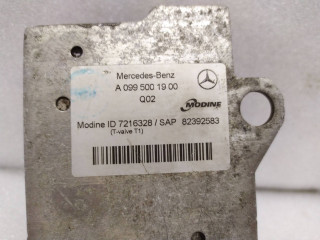 Mercedes-Benz
A 099 500 19 00
Q02
MODINE
Modine ID 7216328 / SAP 82392583
(T-valve T1)